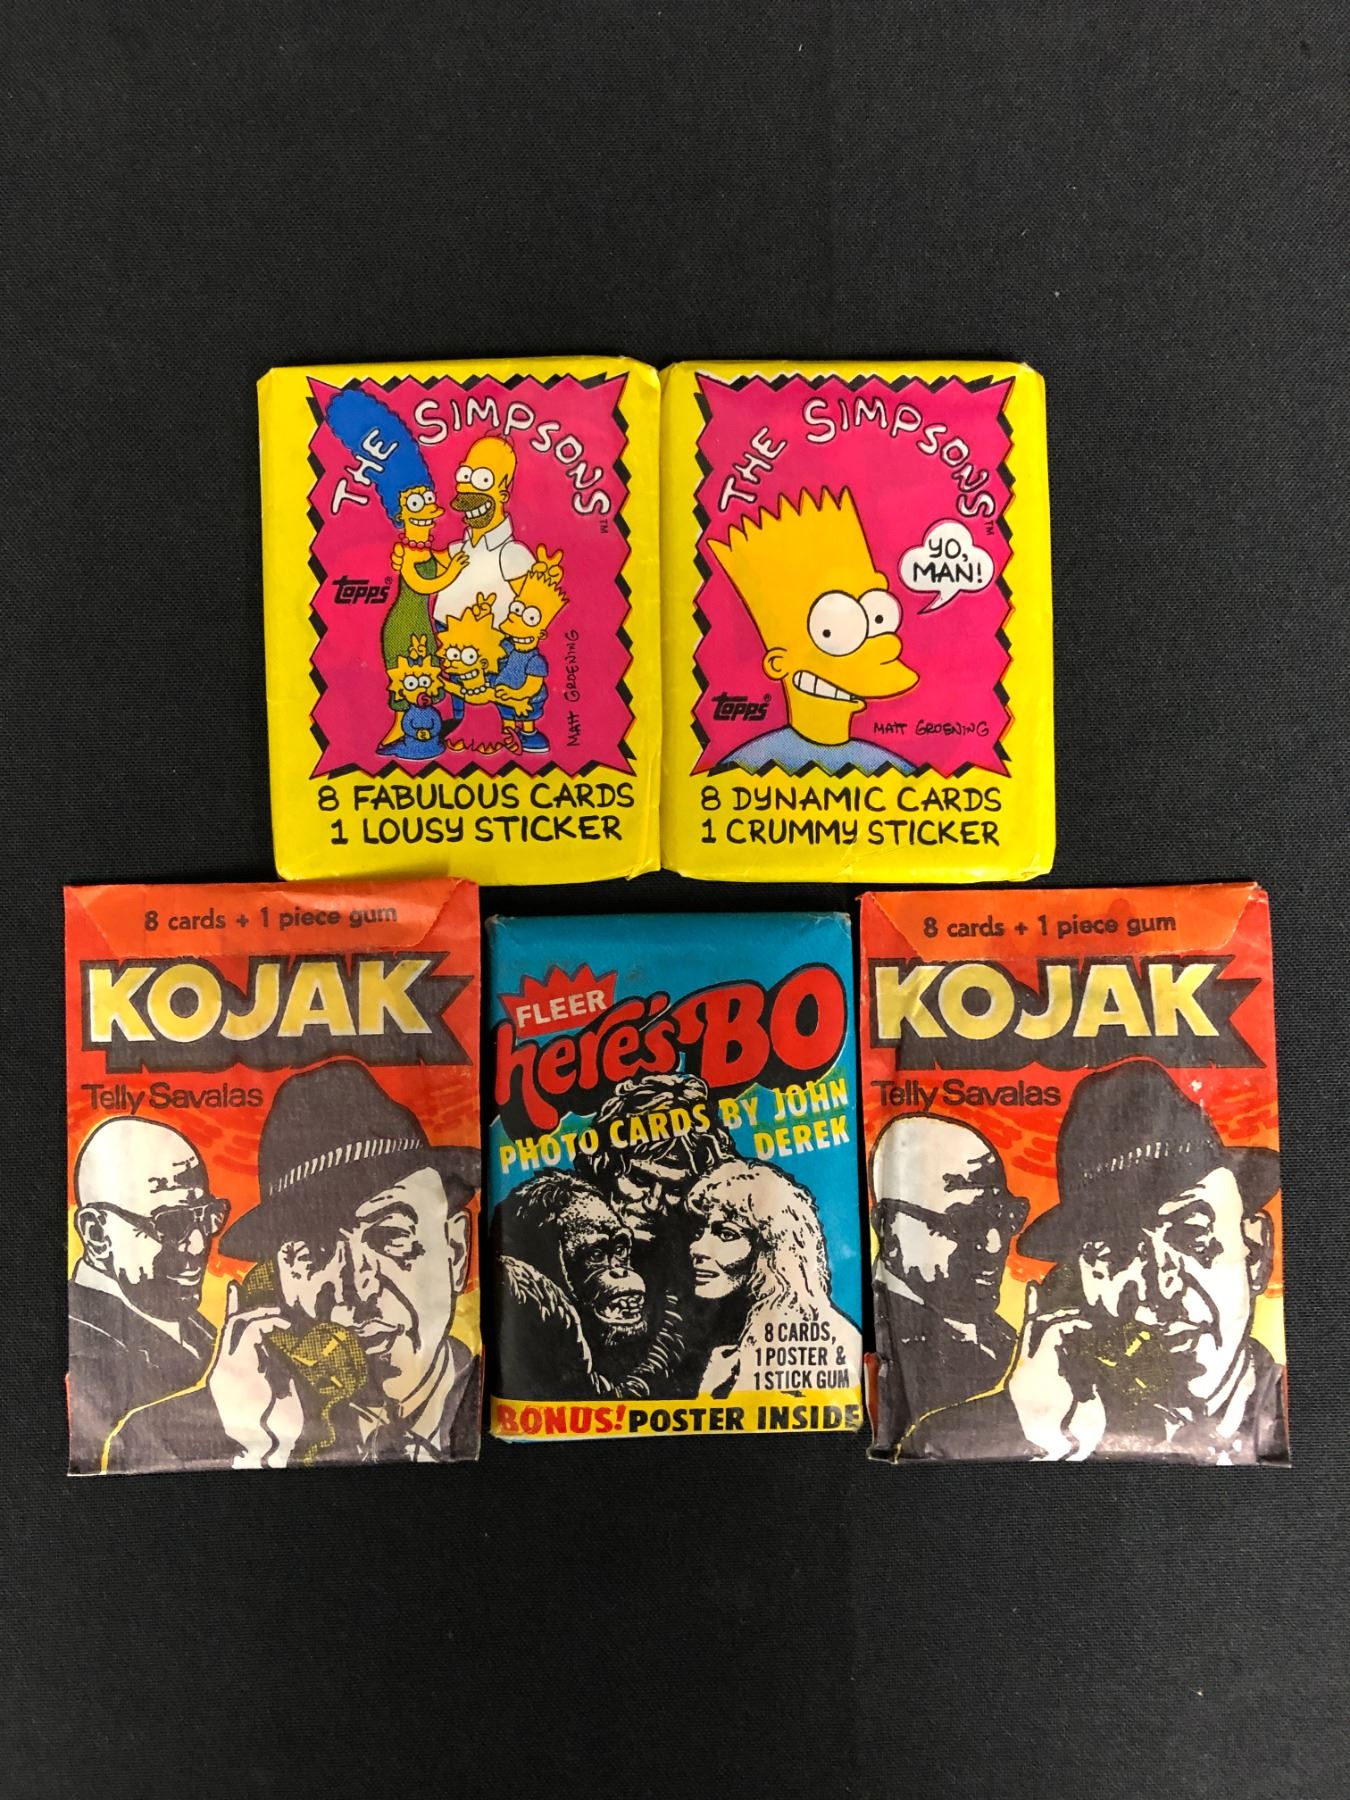 THE SIMPSONS™
topps®
MATT GROENING
8 FABULOUS CARDS
1 LOUSY STICKER
THE SIMPSONS™
YO,
MAN!
topps®
MATT GROENING
8 DYNAMIC CARDS
1 CRUMMY STICKER
8 cards + 1 piece gum
KOJAK
Telly Savalas
FLEER
here's BO
PHOTO CARDS BY JOHN
DEREK
8 CARDS,
1 POSTER &
1 STICK GUM
BONUS! POSTER INSIDE
8 cards + 1 piece gum
KOJAK
Telly Savalas